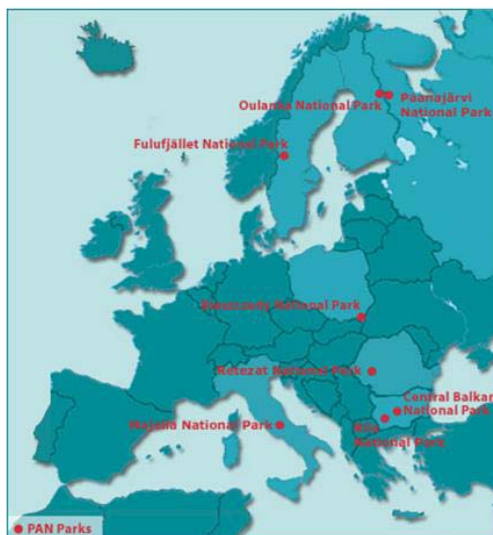 Oulanka National Park
Paanajärvi
National Park
Fulufjället National Park
Bieszczady National Park
Retezat National Park
Central Balkan
National Park
Rila
National Park
Majella National Park
PAN Parks